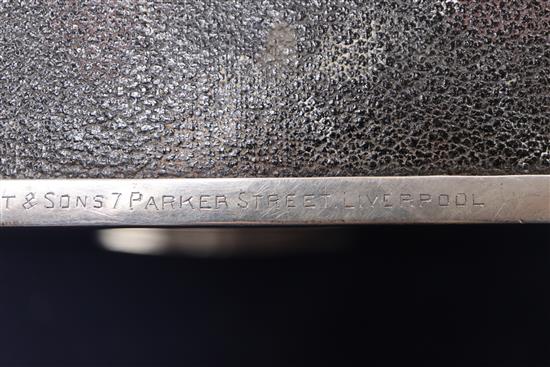 T & SONS 7 PARKER STREET, LIVERPOOL